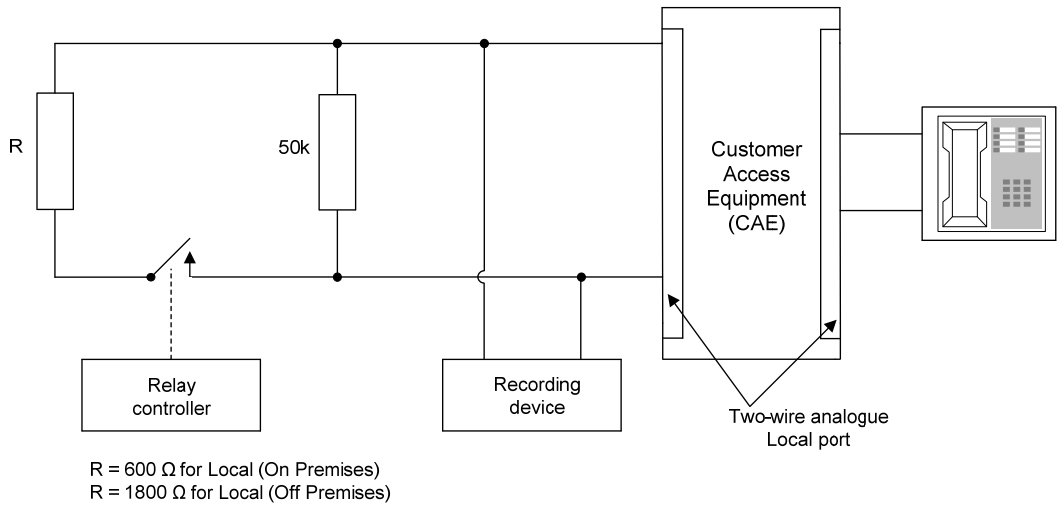 R
50k
Customer
Access
Equipment
(CAE)
Relay
controller
Recording
device
Two-wire analogue
Local port
R = 600 Ω for Local (On Premises)
R = 1800 Ω for Local (Off Premises)